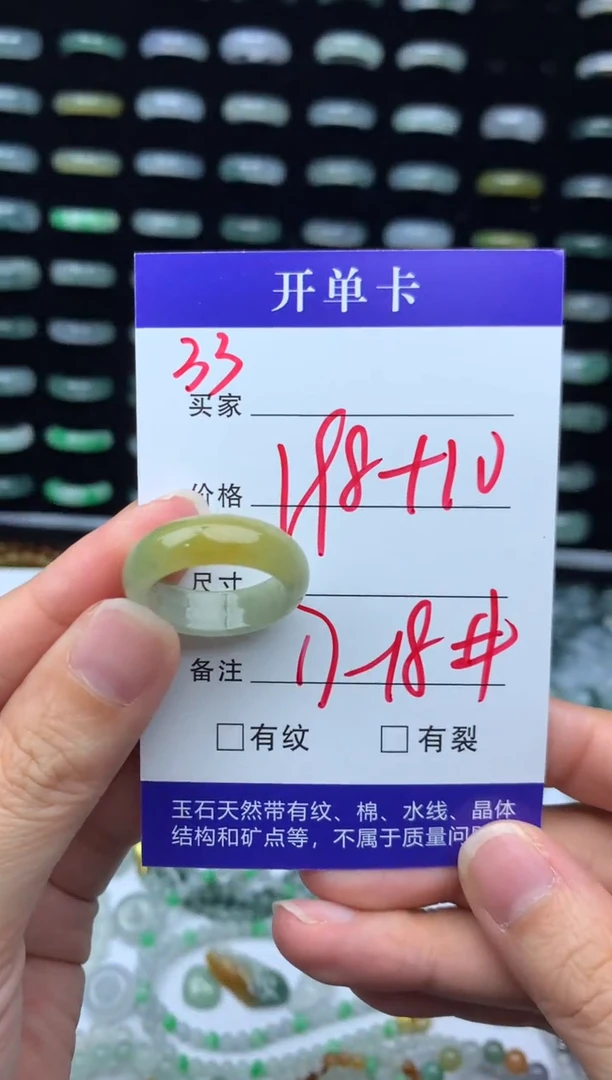 开单卡
33
买家
价格 198+10
尺寸
备注 17-18#
□有纹 □有裂
玉石天然带有纹、棉、水线、晶体
结构和矿点等，不属于质量问